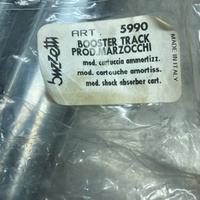 buzzetti
ART. 5990
BOOSTER TRACK
PROD.MARZOCCHI
mod. cartuccia ammortizz.
mod. cartouche amortiss.
mod. shock absorber cart.
MADE IN ITALY